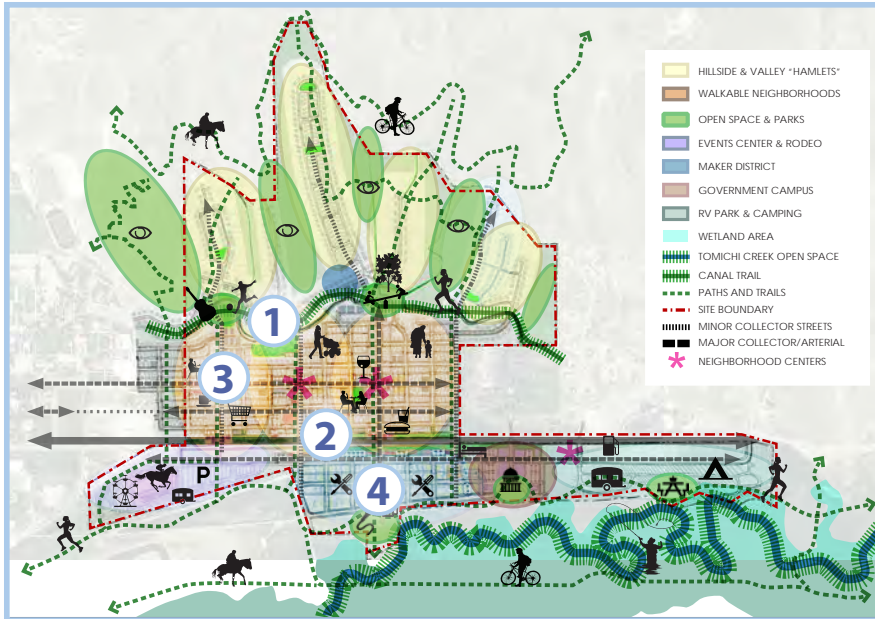 HILLSIDE & VALLEY "HAMLETS"
WALKABLE NEIGHBORHOODS
OPEN SPACE & PARKS
EVENTS CENTER & RODEO
MAKER DISTRICT
GOVERNMENT CAMPUS
RV PARK & CAMPING
WETLAND AREA
TOMICHI CREEK OPEN SPACE
CANAL TRAIL
PATHS AND TRAILS
SITE BOUNDARY
MINOR COLLECTOR STREETS
MAJOR COLLECTOR/ARTERIAL
NEIGHBORHOOD CENTERS
1
3
2
P
4